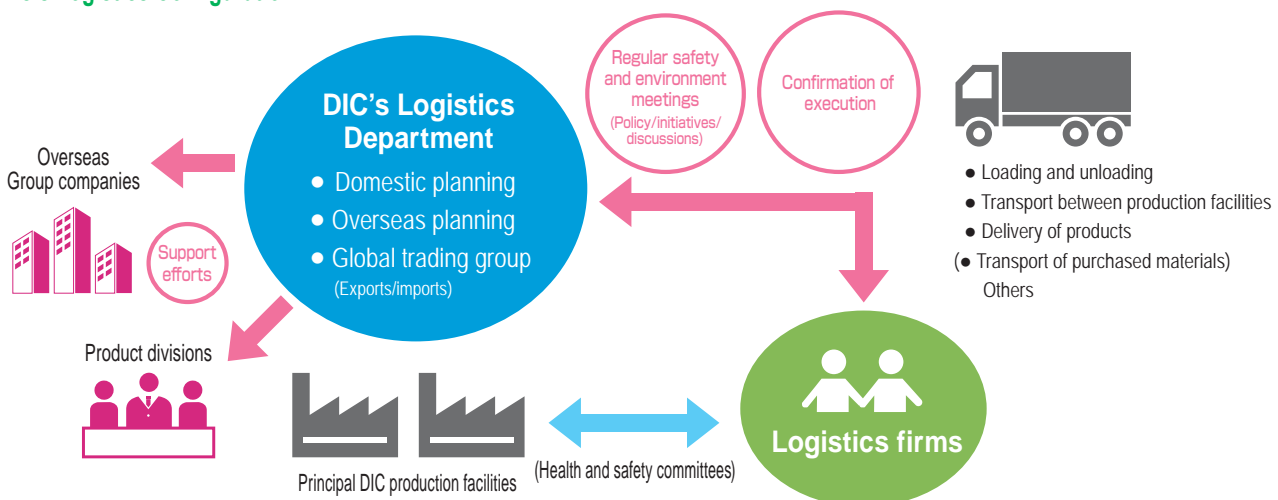 DIC's Logistics
Department
● Domestic planning
● Overseas planning
● Global trading group
(Exports/imports)
Overseas
Group companies
Support
efforts
Product divisions
Regular safety
and environment
meetings
(Policy/initiatives/
discussions)
Confirmation of
execution
● Loading and unloading
● Transport between production facilities
● Delivery of products
(● Transport of purchased materials)
Others
Principal DIC production facilities
(Health and safety committees)
Logistics firms